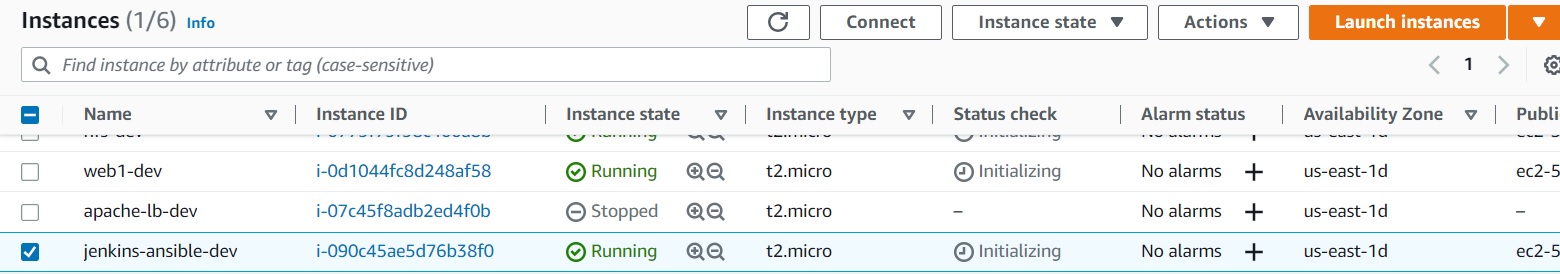 Instances (1/6) Info Connect Instance state Actions Launch instances
Find instance by attribute or tag (case-sensitive) 1
Name Instance ID Instance state Instance type Status check Alarm status Availability Zone Publi
Running t2.micro Initializing No alarms + us-east-1d
web1-dev i-0d1044fc8d248af58 Running t2.micro Initializing No alarms + us-east-1d ec2-5
apache-lb-dev i-07c45f8adb2ed4f0b Stopped t2.micro – No alarms + us-east-1d –
jenkins-ansible-dev i-090c45ae5d76b38f0 Running t2.micro Initializing No alarms + us-east-1d ec2-5